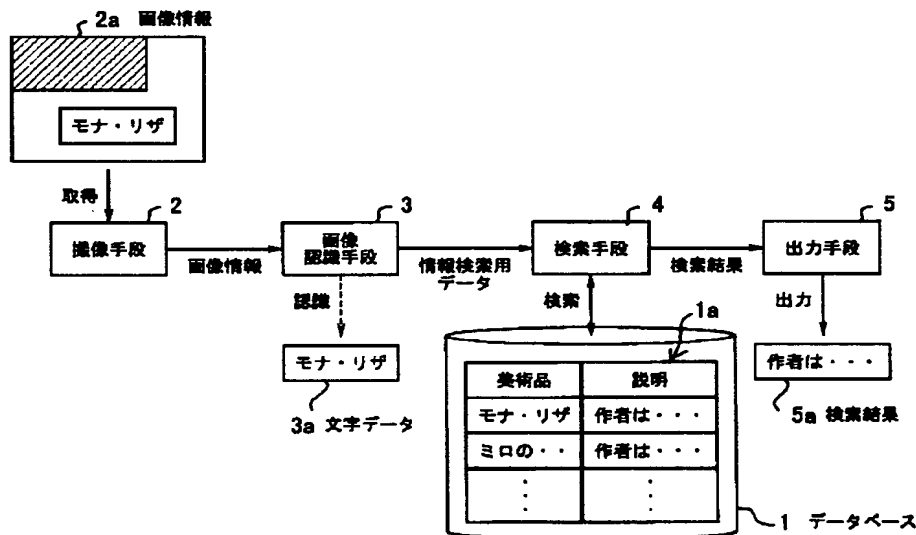 2a 画像情報
モナ・リザ
取得
2
撮像手段
画像情報
3
画像
認識手段
認識
モナ・リザ
3a 文字データ
情報検索用
データ
4
検索手段
検索
検索結果
5
出力手段
出力
作者は・・・
5a 検索結果
1a
美術品 説明
モナ・リザ 作者は・・・
ミロの・・ 作者は・・・
1 データベース